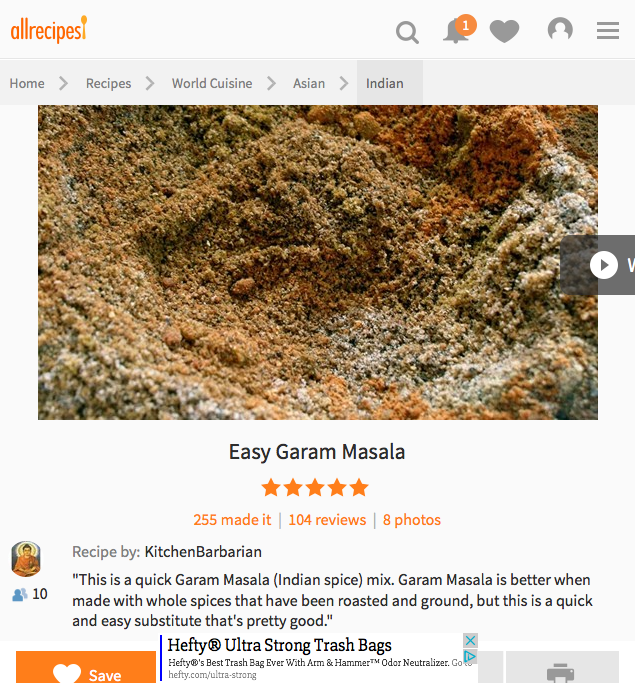 allrecipes
1
Home Recipes World Cuisine Asian Indian
Easy Garam Masala
255 made it | 104 reviews | 8 photos
Recipe by: KitchenBarbarian
10
"This is a quick Garam Masala (Indian spice) mix. Garam Masala is better when
made with whole spices that have been roasted and ground, but this is a quick
and easy substitute that's pretty good."
Hefty® Ultra Strong Trash Bags
Hefty®'s Best Trash Bag Ever With Arm & Hammer™ Odor Neutralizer.
hefty.com/ultra-strong
Save